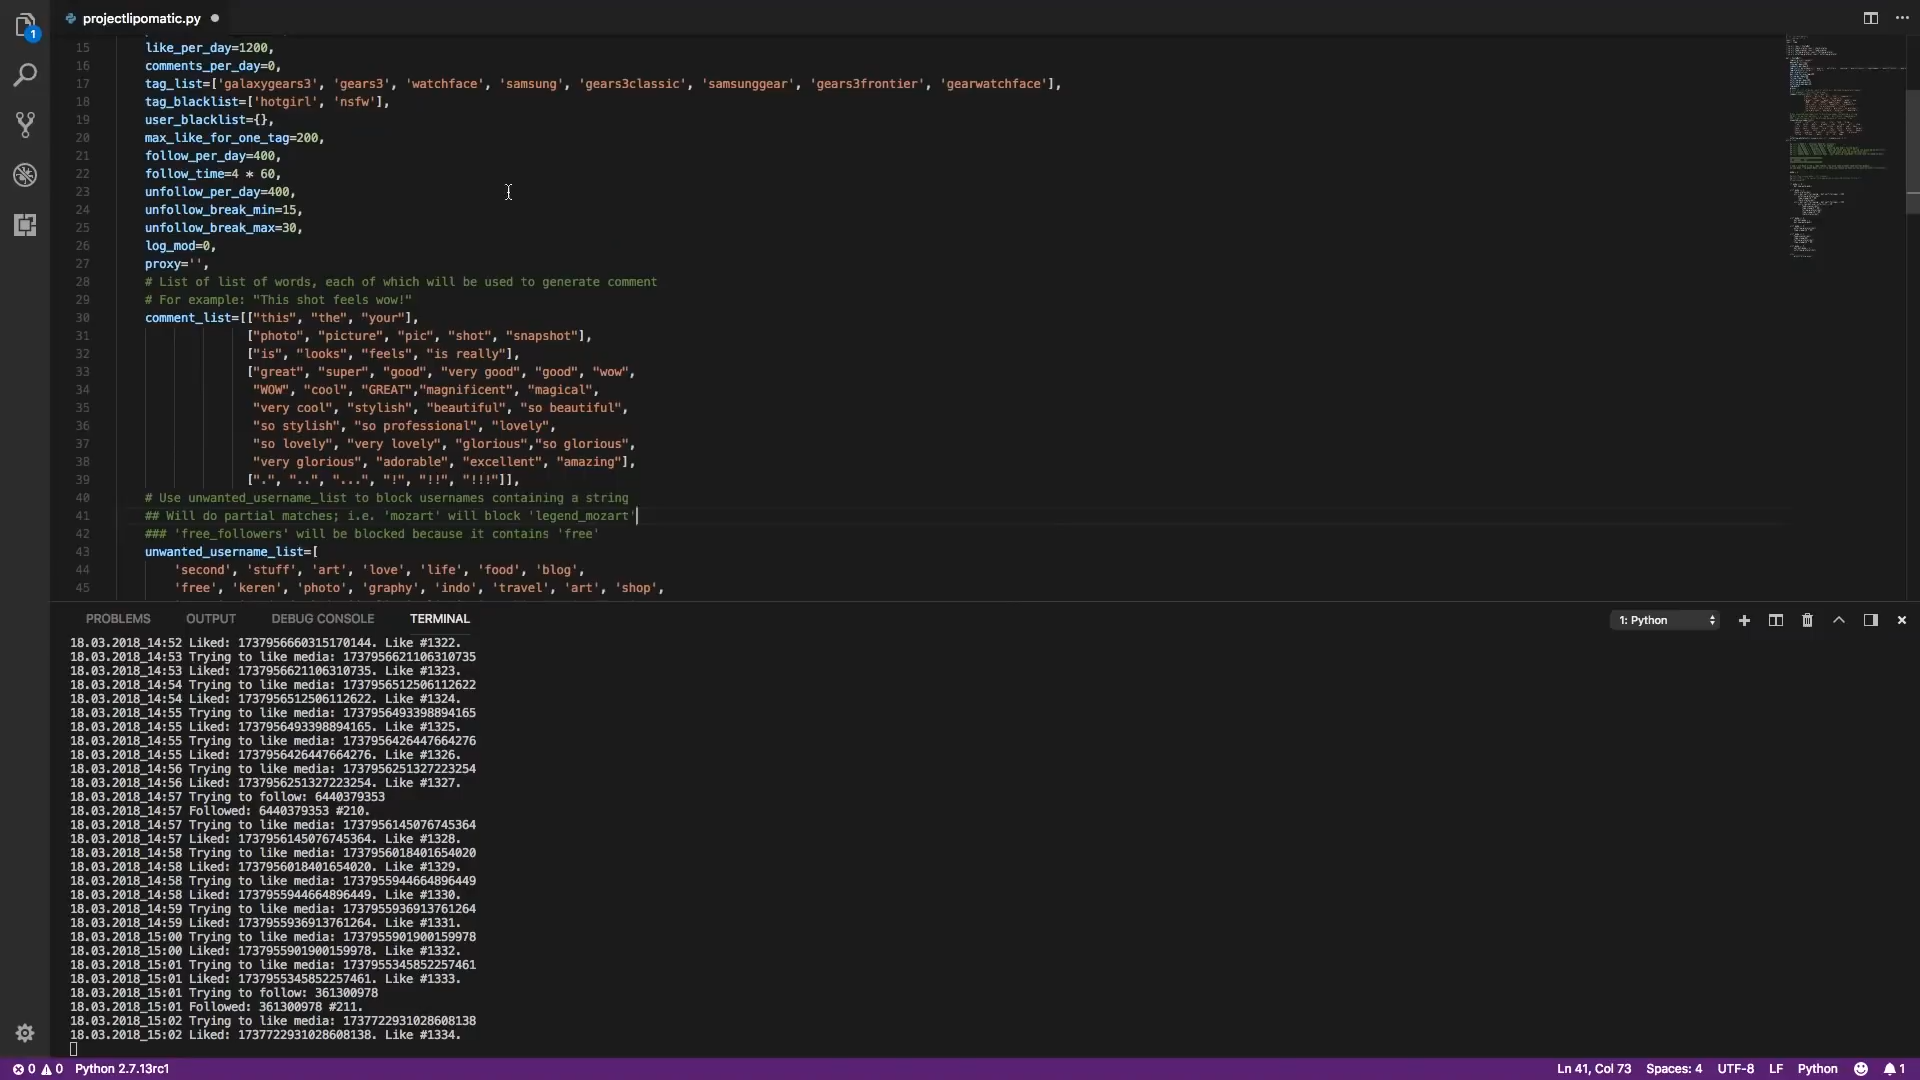 projectlipomatic.py
1
15 like_per_day=1200,
16 comments_per_day=0,
17 tag_list=['galaxygears3', 'gears3', 'watchface', 'samsung', 'gears3classic', 'samsunggear', 'gears3frontier', 'gearwatchface'],
18 tag_blacklist=['hotgirl', 'nsfw'],
19 user_blacklist={},
20 max_like_for_one_tag=200,
21 follow_per_day=400,
22 follow_time=4 * 60,
23 unfollow_per_day=400,
24 unfollow_break_min=15,
25 unfollow_break_max=30,
26 log_mod=0,
27 proxy='',
28 # List of list of words, each of which will be used to generate comment
29 # For example: "This shot feels wow!"
30 comment_list=[["this", "the", "your"],
31 ["photo", "picture", "pic", "shot", "snapshot"],
32 ["is", "looks", "feels", "is really"],
33 ["great", "super", "good", "very good", "good", "wow",
34 "WOW", "cool", "GREAT","magnificent", "magical",
35 "very cool", "stylish", "beautiful", "so beautiful",
36 "so stylish", "so professional", "lovely",
37 "so lovely", "very lovely", "glorious","so glorious",
38 "very glorious", "adorable", "excellent", "amazing"],
39 [".", "..", "...", "!", "!!", "!!!"]],
40 # Use unwanted_username_list to block usernames containing a string
41 ## Will do partial matches; i.e. 'mozart' will block 'legend_mozart'
42 ### 'free_followers' will be blocked because it contains 'free'
43 unwanted_username_list=[
44 'second', 'stuff', 'art', 'love', 'life', 'food', 'blog',
45 'free', 'keren', 'photo', 'graphy', 'indo', 'travel', 'art', 'shop',
PROBLEMS OUTPUT DEBUG CONSOLE TERMINAL 1: Python
18.03.2018_14:52 Liked: 1737956660315170144. Like #1322.
18.03.2018_14:53 Trying to like media: 1737956621106310735
18.03.2018_14:53 Liked: 1737956621106310735. Like #1323.
18.03.2018_14:54 Trying to like media: 1737956512506112622
18.03.2018_14:54 Liked: 1737956512506112622. Like #1324.
18.03.2018_14:55 Trying to like media: 1737956493398894165
18.03.2018_14:55 Liked: 1737956493398894165. Like #1325.
18.03.2018_14:55 Trying to like media: 1737956426447664276
18.03.2018_14:55 Liked: 1737956426447664276. Like #1326.
18.03.2018_14:56 Trying to like media: 1737956251327223254
18.03.2018_14:56 Liked: 1737956251327223254. Like #1327.
18.03.2018_14:57 Trying to follow: 6440379353
18.03.2018_14:57 Followed: 6440379353 #210.
18.03.2018_14:57 Trying to like media: 1737956145076745364
18.03.2018_14:57 Liked: 1737956145076745364. Like #1328.
18.03.2018_14:58 Trying to like media: 1737956018401654020
18.03.2018_14:58 Liked: 1737956018401654020. Like #1329.
18.03.2018_14:58 Trying to like media: 1737955944664896449
18.03.2018_14:58 Liked: 1737955944664896449. Like #1330.
18.03.2018_14:59 Trying to like media: 1737955936913761264
18.03.2018_14:59 Liked: 1737955936913761264. Like #1331.
18.03.2018_15:00 Trying to like media: 1737955901900159978
18.03.2018_15:00 Liked: 1737955901900159978. Like #1332.
18.03.2018_15:01 Trying to like media: 1737955345852257461
18.03.2018_15:01 Liked: 1737955345852257461. Like #1333.
18.03.2018_15:01 Trying to follow: 361300978
18.03.2018_15:01 Followed: 361300978 #211.
18.03.2018_15:02 Trying to like media: 1737722931028608138
18.03.2018_15:02 Liked: 1737722931028608138. Like #1334.
0 0 Python 2.7.13rc1 Ln 41, Col 73 Spaces: 4 UTF-8 LF Python 1